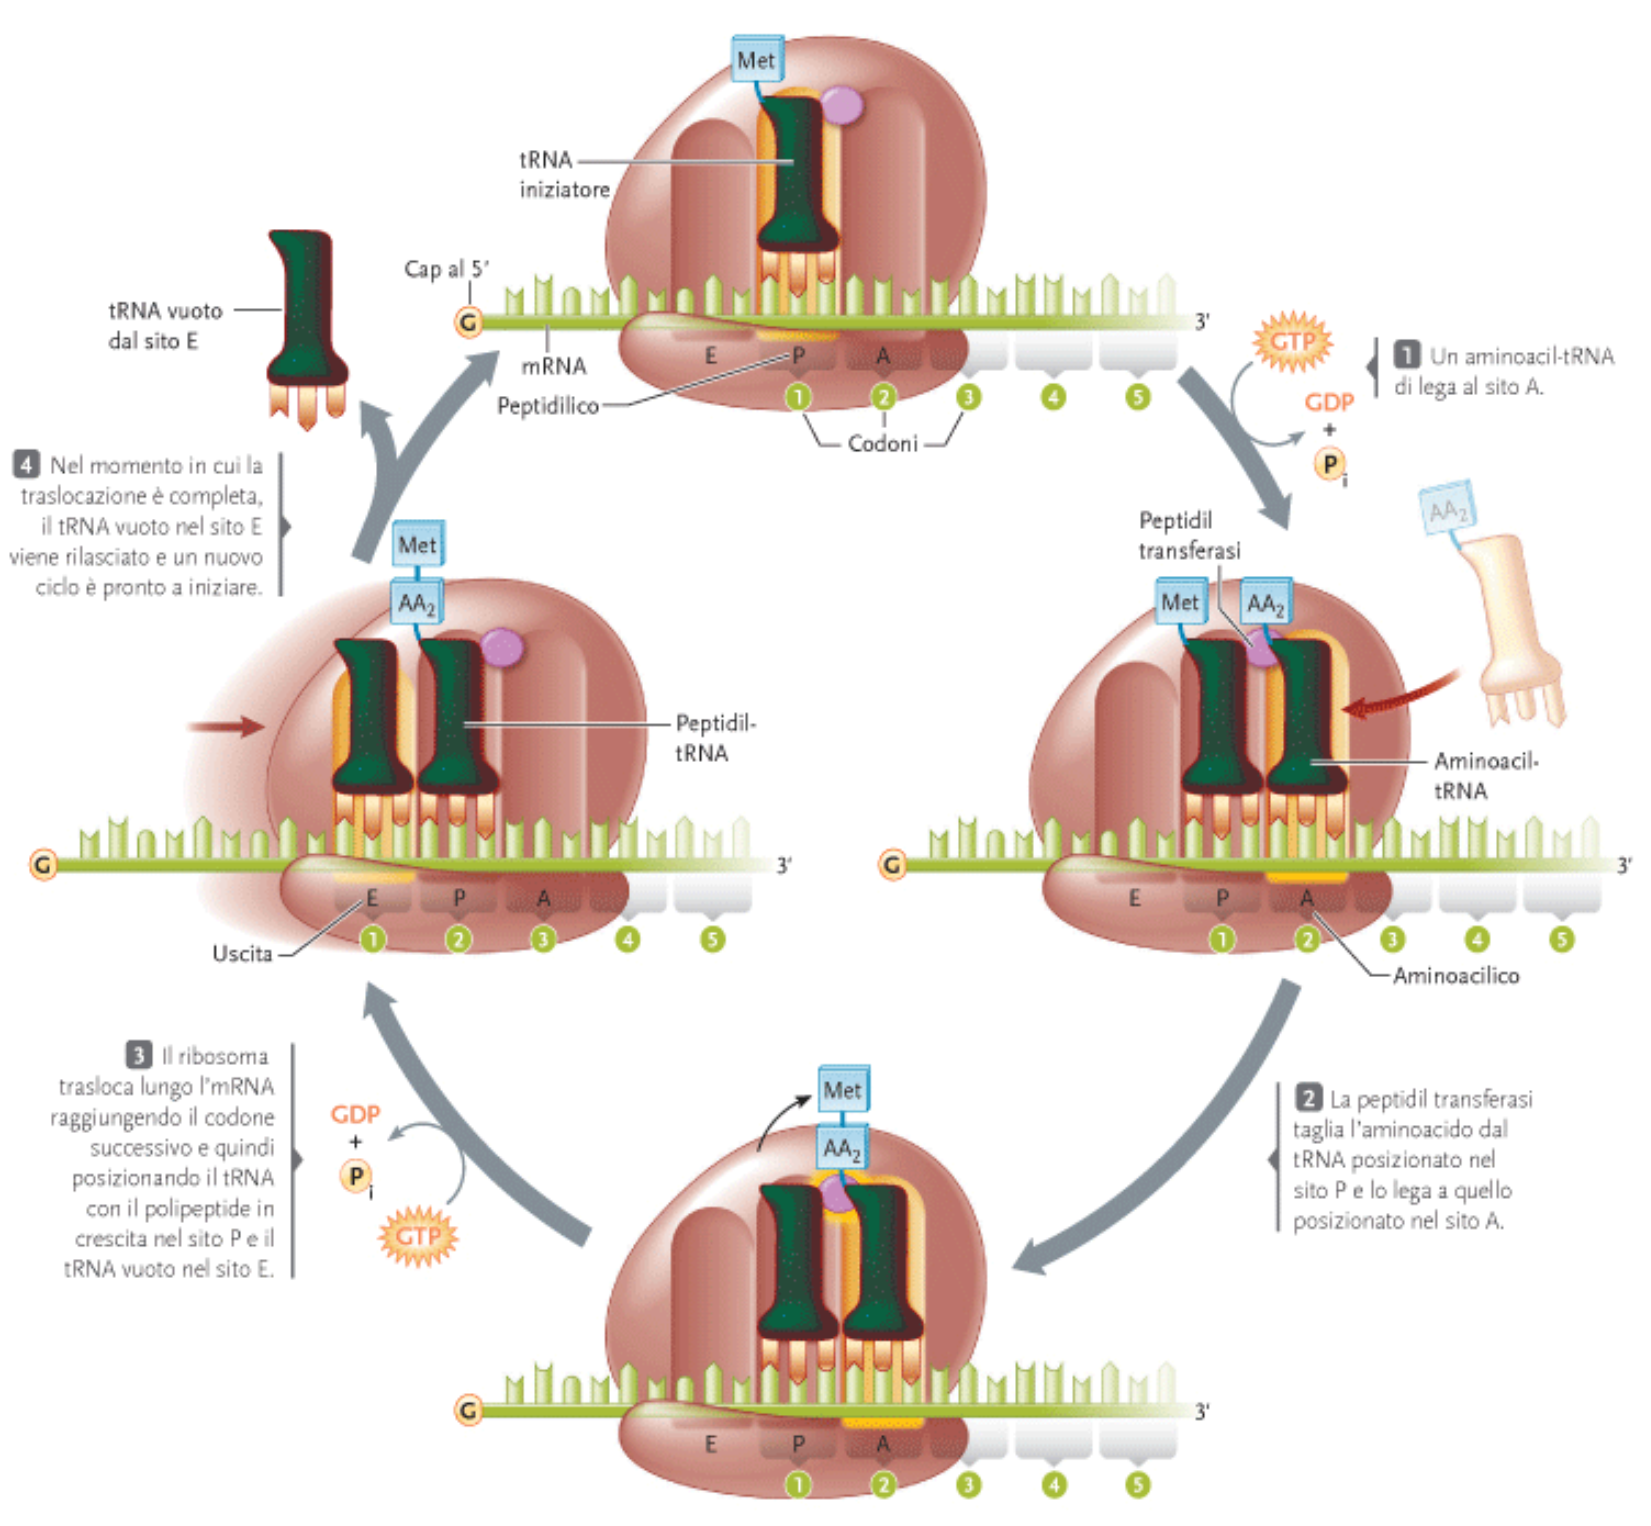 Met
tRNA
iniziatore
Cap al 5'
G
mRNA
3'
E P A
Peptidilico
1 2 3 4 5
Codoni
tRNA vuoto
dal sito E
GTP
GDP
+
Pi
1 Un aminoacil-tRNA
di lega al sito A.
AA2
Peptidil
transferasi
Met AA2
Aminoacil-
tRNA
G
3'
E P A
1 2 3 4 5
Aminoacilico
2 La peptidil transferasi
taglia l'aminoacido dal
tRNA posizionato nel
sito P e lo lega a quello
posizionato nel sito A.
Met
AA2
G
3'
E P A
1 2 3 4 5
3 Il ribosoma
trasloca lungo l'mRNA
raggiungendo il codone
successivo e quindi
posizionando il tRNA
con il polipeptide in
crescita nel sito P e il
tRNA vuoto nel sito E.
GDP
+
Pi
GTP
Met
AA2
Peptidil-
tRNA
G
3'
E P A
1 2 3 4 5
Uscita
4 Nel momento in cui la
traslocazione è completa,
il tRNA vuoto nel sito E
viene rilasciato e un nuovo
ciclo è pronto a iniziare.